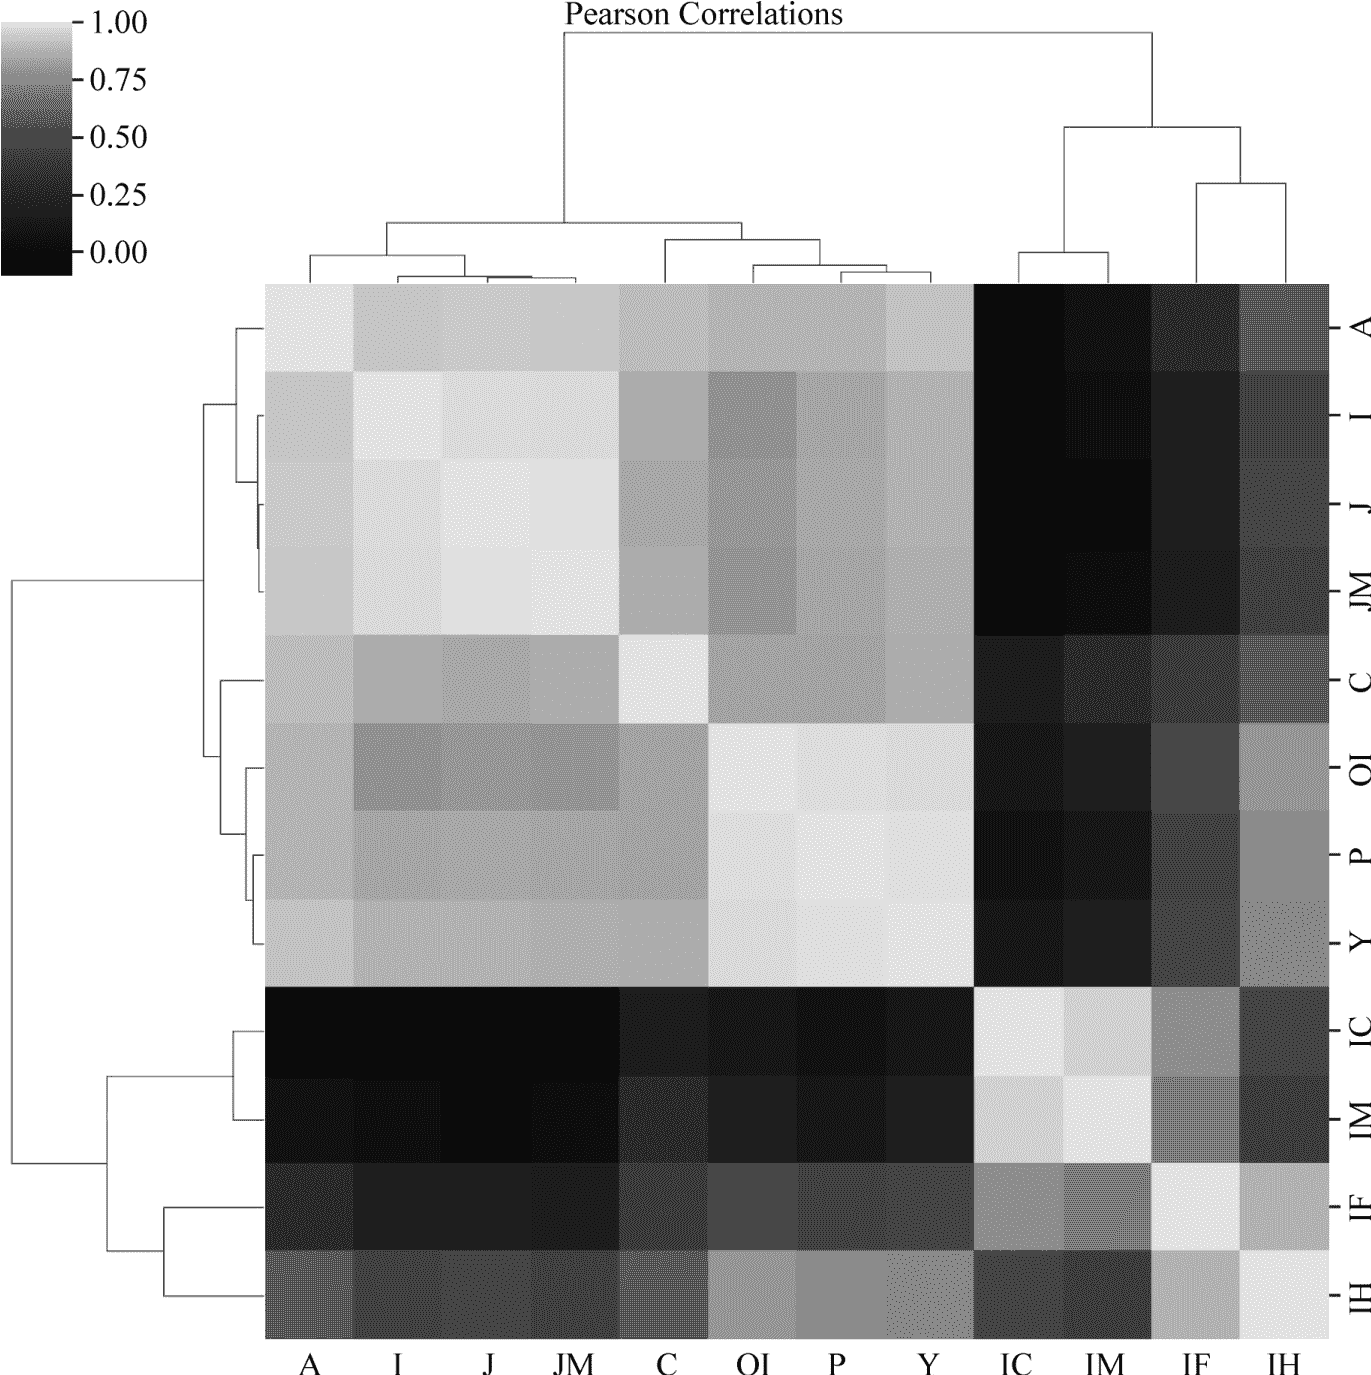 Pearson Correlations
1.00
0.75
0.50
0.25
0.00
A
I
J
JM
C
OI
P
Y
IC
IM
IF
IH
A I J JM C OI P Y IC IM IF IH